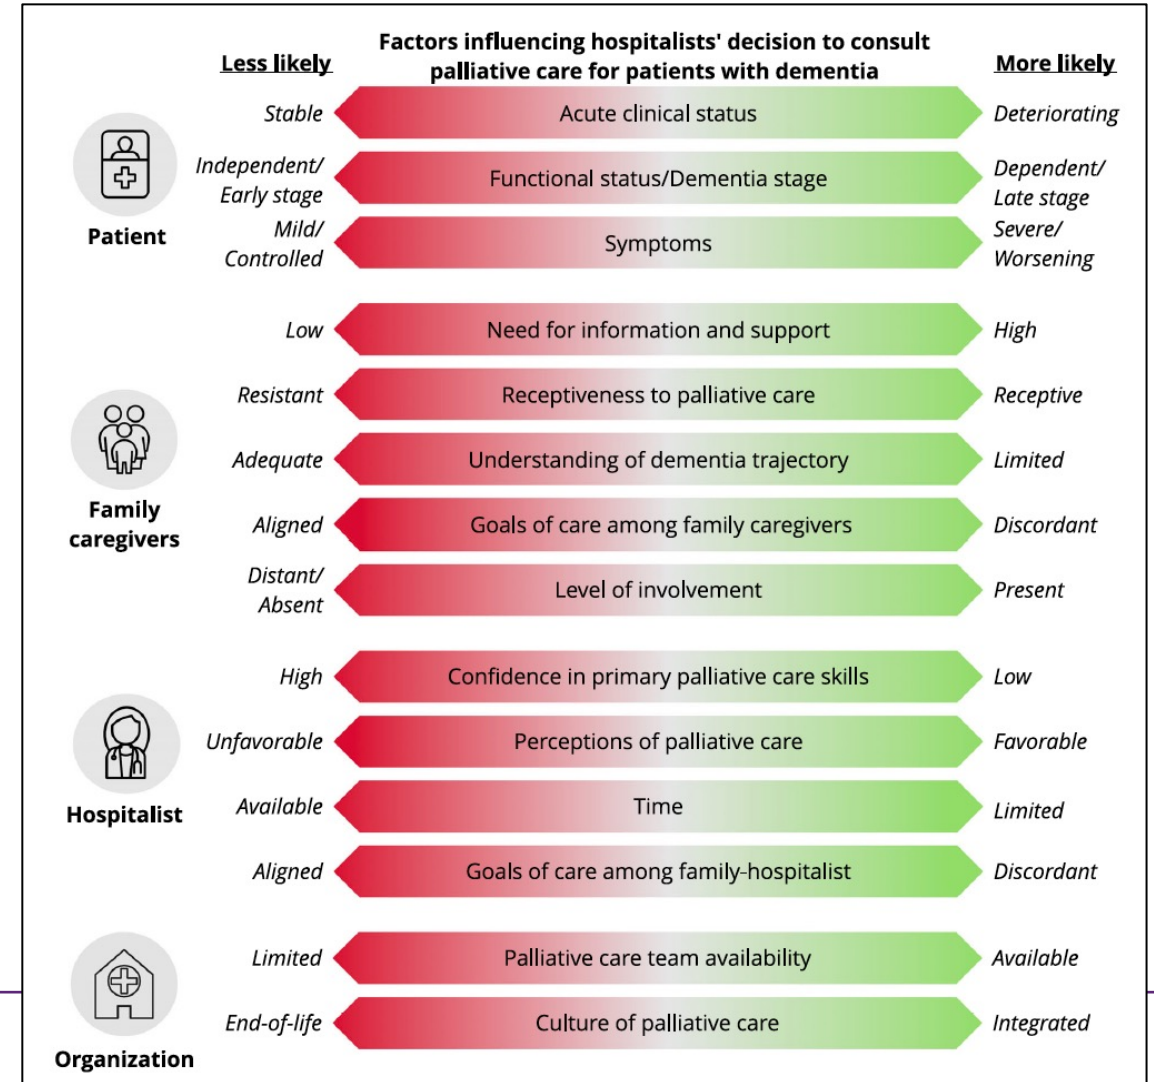 Factors influencing hospitalists' decision to consult
palliative care for patients with dementia
Less likely
More likely
Patient
Stable
Acute clinical status
Deteriorating
Independent/
Early stage
Functional status/Dementia stage
Dependent/
Late stage
Mild/
Controlled
Symptoms
Severe/
Worsening
Family
caregivers
Low
Need for information and support
High
Resistant
Receptiveness to palliative care
Receptive
Adequate
Understanding of dementia trajectory
Limited
Aligned
Goals of care among family caregivers
Discordant
Distant/
Absent
Level of involvement
Present
Hospitalist
High
Confidence in primary palliative care skills
Low
Unfavorable
Perceptions of palliative care
Favorable
Available
Time
Limited
Aligned
Goals of care among family-hospitalist
Discordant
Organization
Limited
Palliative care team availability
Available
End-of-life
Culture of palliative care
Integrated